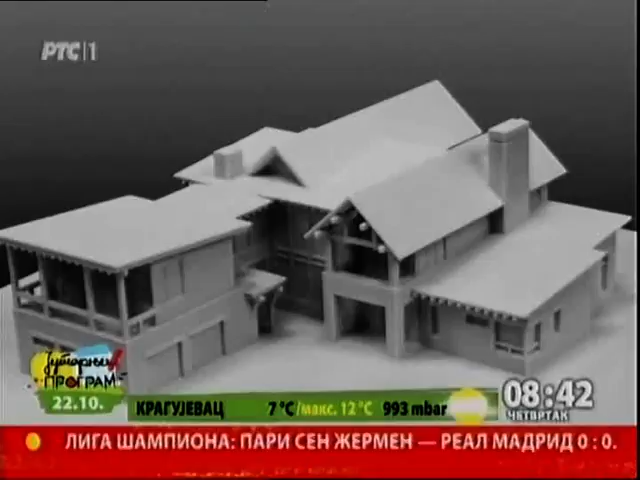 РТС|1
Јутарњи
ПРОГРАМ
22.10.
КРАГУЈЕВАЦ 7 °C/макс. 12 °C 993 mbar
08:42
ЧЕТВРТАК
ЛИГА ШАМПИОНА: ПАРИ СЕН ЖЕРМЕН — РЕАЛ МАДРИД 0 : 0.